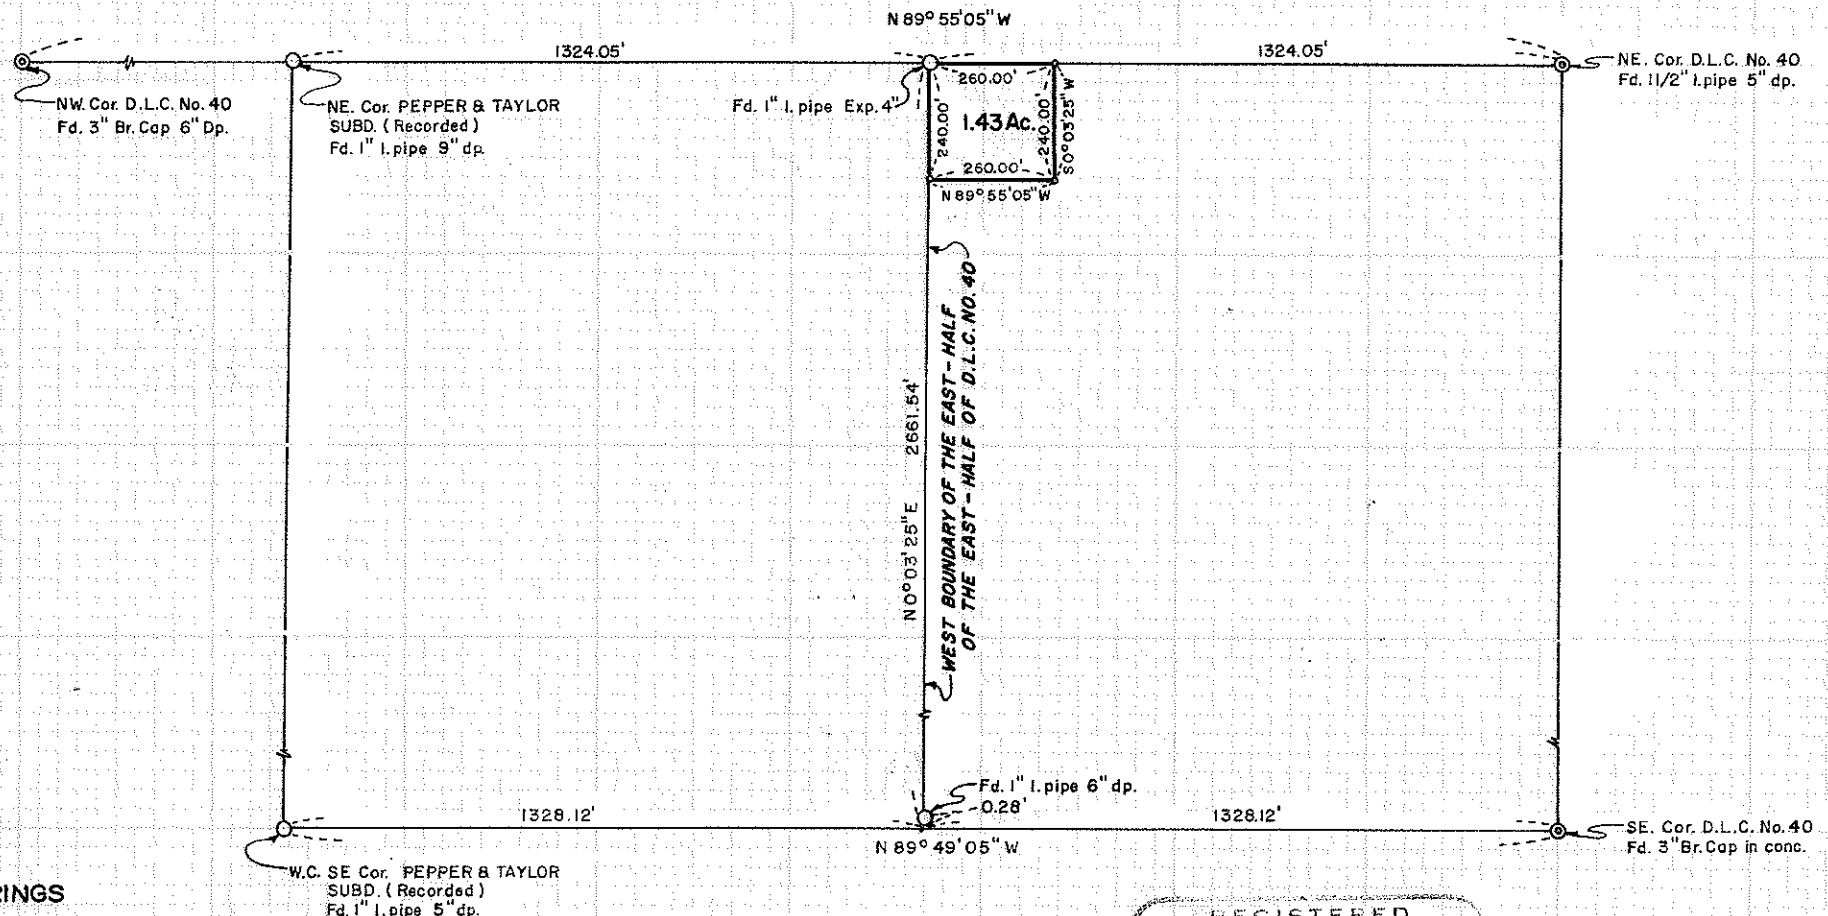 N 89° 55' 05" W
1324.05'
1324.05'
NW. Cor. D.L.C. No. 40
Fd. 3" Br. Cap 6" Dp.
NE. Cor. PEPPER & TAYLOR
SUBD. ( Recorded )
Fd. 1" I. pipe 9" dp.
Fd. 1" I. pipe Exp. 4"
260.00'
240.00'
1.43 Ac.
240.00'
S 0° 03' 25" W
260.00'
N 89° 55' 05" W
NE. Cor. D.L.C. No. 40
Fd. 1 1/2" I. pipe 5" dp.
WEST BOUNDARY OF THE EAST-HALF
OF THE EAST-HALF OF D.L.C. NO. 40
N 0° 03' 25" E 2661.54'
Fd. 1" I. pipe 6" dp.
0.28'
1328.12'
1328.12'
N 89° 49' 05" W
SE. Cor. D.L.C. No. 40
Fd. 3" Br. Cap in conc.
W.C. SE Cor. PEPPER & TAYLOR
SUBD. ( Recorded )
Fd. 1" I. pipe 5" dp.
RINGS
REGISTERED